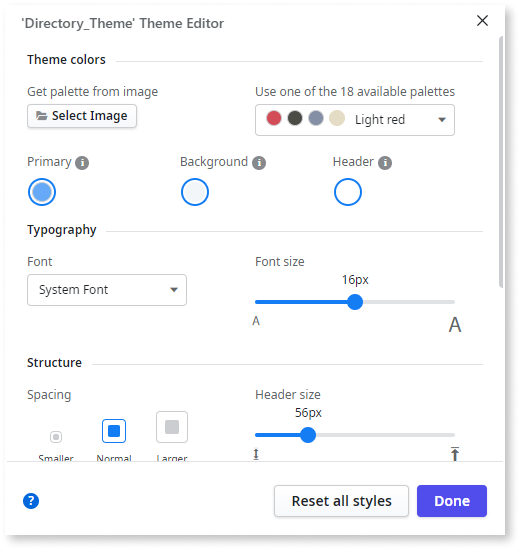 'Directory_Theme' Theme Editor
Theme colors
Get palette from image
Use one of the 18 available palettes
Select Image
Light red
Primary
Background
Header
Typography
Font
Font size
System Font
16px
A
A
Structure
Spacing
Header size
56px
Smaller
Normal
Larger
?
Reset all styles
Done